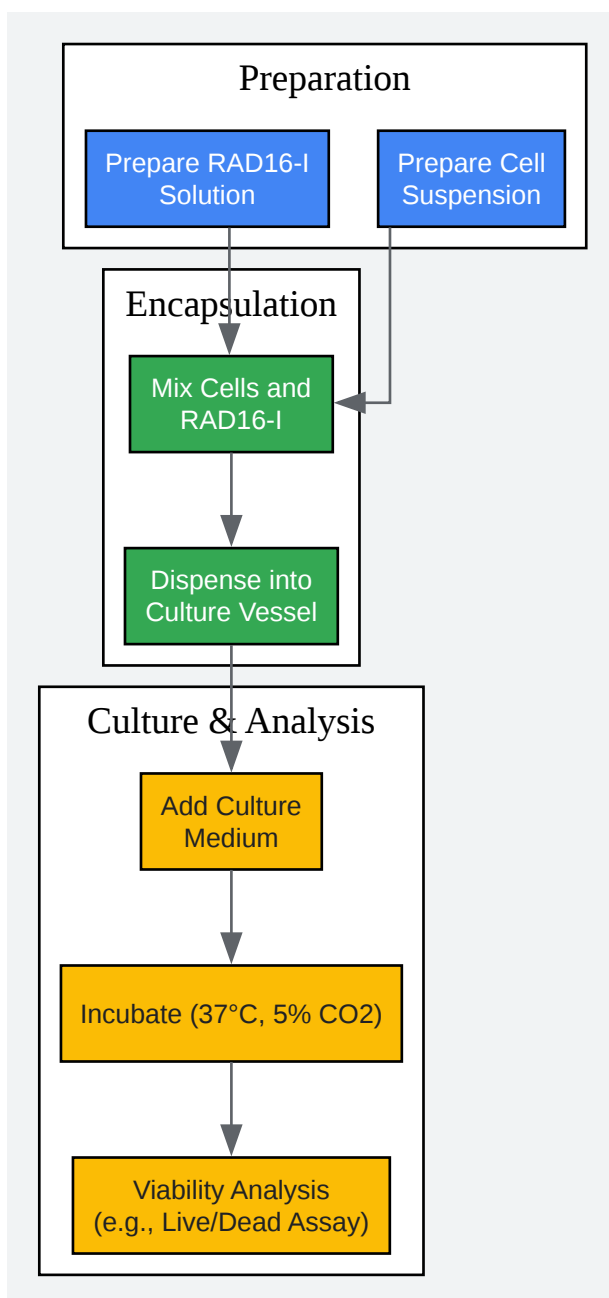 Preparation
Prepare RAD16-I
Solution
Prepare Cell
Suspension
Encapsulation
Mix Cells and
RAD16-I
Dispense into
Culture Vessel
Culture & Analysis
Add Culture
Medium
Incubate (37°C, 5% CO2)
Viability Analysis
(e.g., Live/Dead Assay)